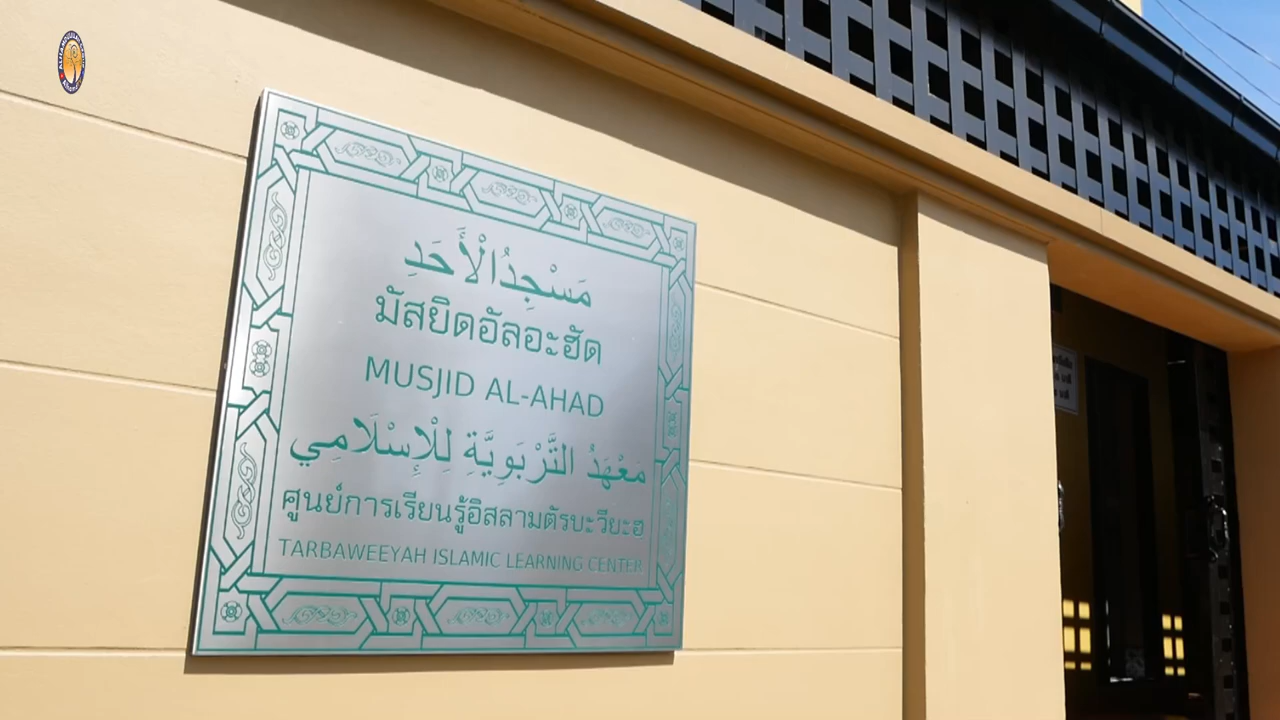 مَسْجِدُالْأَحَدِ
มัสยิดอัลอะฮัด
MUSJID AL-AHAD
مَعْهَدُ التَّرْبَوِيَّةِ لِلْإِسْلَامِي
ศูนย์การเรียนรู้อิสลามตัรบะวียะฮ
TARBAWEEYAH ISLAMIC LEARNING CENTER